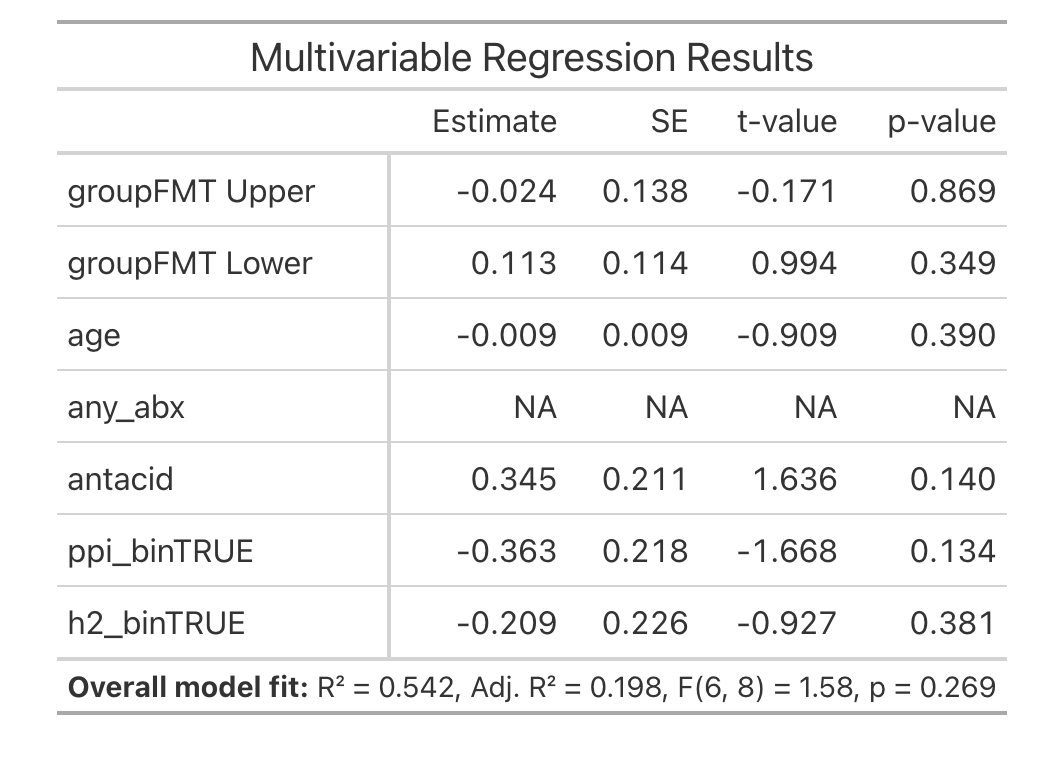 Multivariable Regression Results
Estimate SE t-value p-value
groupFMT Upper -0.024 0.138 -0.171 0.869
groupFMT Lower 0.113 0.114 0.994 0.349
age -0.009 0.009 -0.909 0.390
any_abx NA NA NA NA
antacid 0.345 0.211 1.636 0.140
ppi_binTRUE -0.363 0.218 -1.668 0.134
h2_binTRUE -0.209 0.226 -0.927 0.381
Overall model fit: R² = 0.542, Adj. R² = 0.198, F(6, 8) = 1.58, p = 0.269